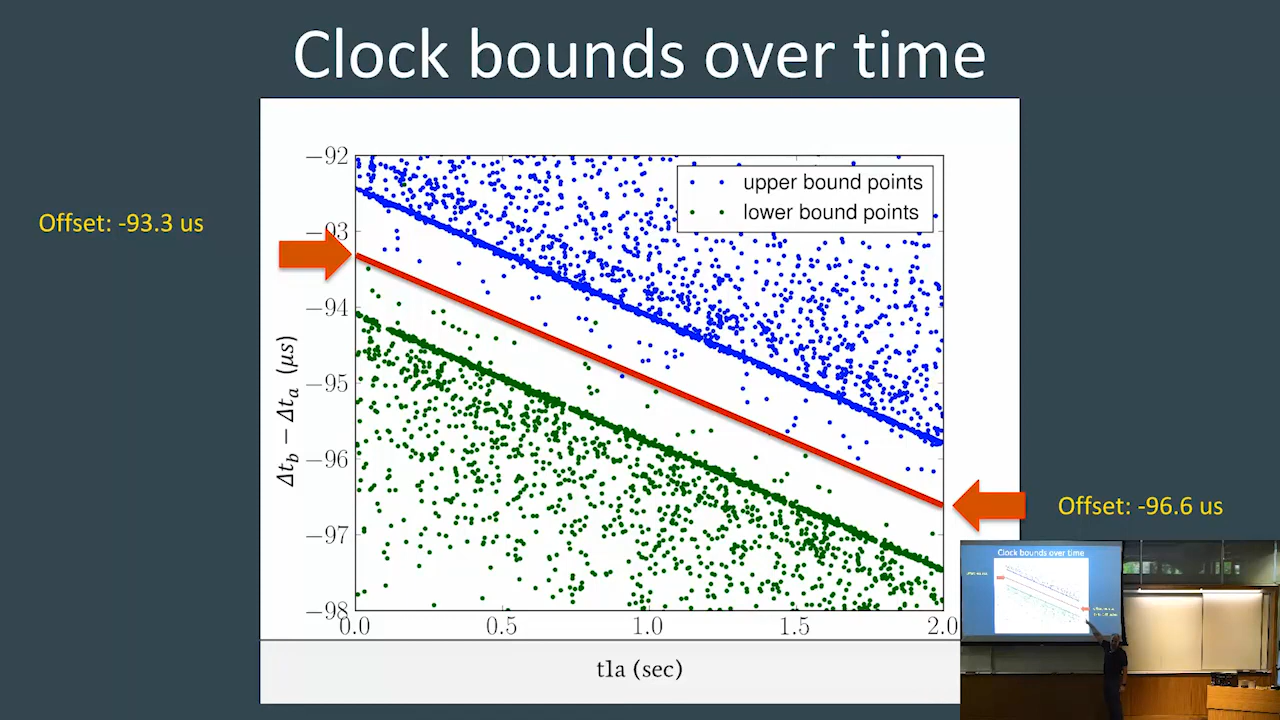 Clock bounds over time
Offset: -93.3 us
−92
−93
−94
−95
−96
−97
−98
Δt_b − Δt_a (μs)
upper bound points
lower bound points
0.0 0.5 1.0 1.5 2.0
t1a (sec)
Offset: -96.6 us
Clock bounds over time